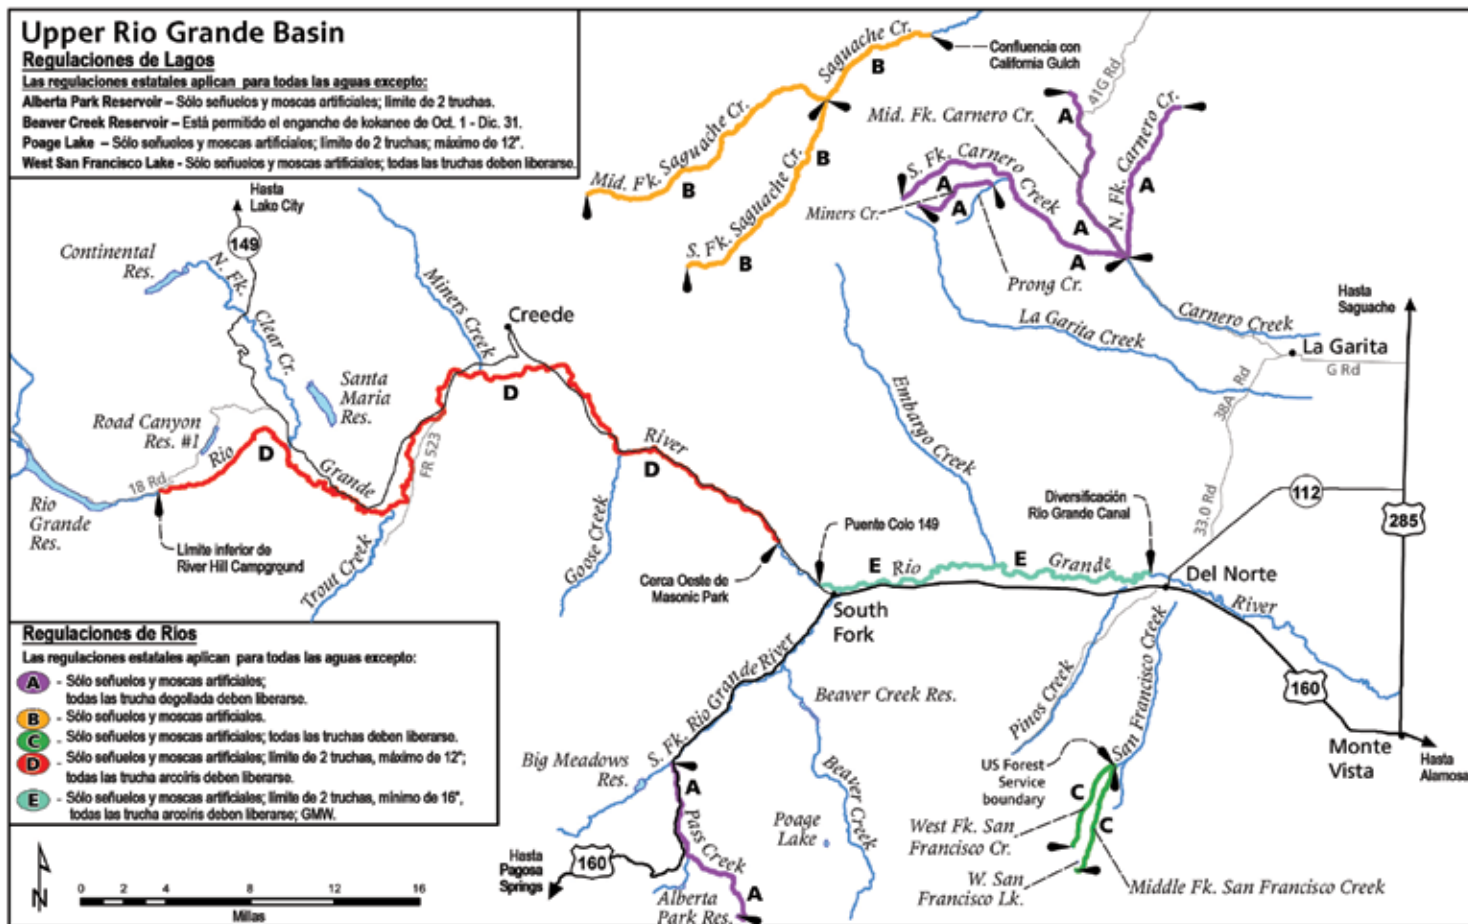 Upper Rio Grande Basin
Regulaciones de Lagos
Las regulaciones estatales aplican para todas las aguas excepto:
Alberta Park Reservoir – Sólo señuelos y moscas artificiales; límite de 2 truchas.
Beaver Creek Reservoir – Está permitido el enganche de kokanee de Oct. 1 - Dic. 31.
Poage Lake – Sólo señuelos y moscas artificiales; límite de 2 truchas; máximo de 12".
West San Francisco Lake - Sólo señuelos y moscas artificiales; todas las truchas deben liberarse.
Saguache Cr.
B
Confluencia con
California Gulch
Mid. Fk. Saguache Cr.
B
S. Fk. Saguache Cr.
B
B
41G Rd
Mid. Fk. Carnero Cr.
A
N. Fk. Carnero Cr.
A
S. Fk. Carnero
Creek
A
A
A
A
Miners Cr.
Prong Cr.
Carnero Creek
La Garita Creek
Hasta
Saguache
La Garita
G Rd
38A Rd
33.0 Rd
Hasta
Lake City
149
Continental
Res.
N. Fk.
Clear Cr.
Miners Creek
Creede
Santa
Maria
Res.
Road Canyon
Res. #1
18 Rd
Rio
D
Grande
D
River
D
FR 523
Rio
Grande
Res.
Límite inferior de
River Hill Campground
Trout Creek
Goose Creek
Cerca Oeste de
Masonic Park
Puente Colo 149
Embargo Creek
Diversificación
Rio Grande Canal
112
285
E
Rio
E
Grande
Del Norte
River
South
Fork
160
Monte
Vista
Hasta
Alamosa
Pinos Creek
San Francisco Creek
US Forest
Service
boundary
C
C
West Fk. San
Francisco Cr.
W. San
Francisco Lk.
Middle Fk. San Francisco Creek
S. Fk. Rio Grande River
Beaver Creek Res.
Beaver Creek
Big Meadows
Res.
A
Pass Creek
A
Poage
Lake
Alberta
Park Res.
Hasta
Pagosa
Springs
160
Regulaciones de Ríos
Las regulaciones estatales aplican para todas las aguas excepto:
A - Sólo señuelos y moscas artificiales;
todas las trucha degollada deben liberarse.
B - Sólo señuelos y moscas artificiales.
C - Sólo señuelos y moscas artificiales; todas las truchas deben liberarse.
D - Sólo señuelos y moscas artificiales; límite de 2 truchas, máximo de 12";
todas las trucha arcoíris deben liberarse.
E - Sólo señuelos y moscas artificiales; límite de 2 truchas, mínimo de 16",
todas las trucha arcoíris deben liberarse; GMW.
N
0 2 4 8 12 16
Millas